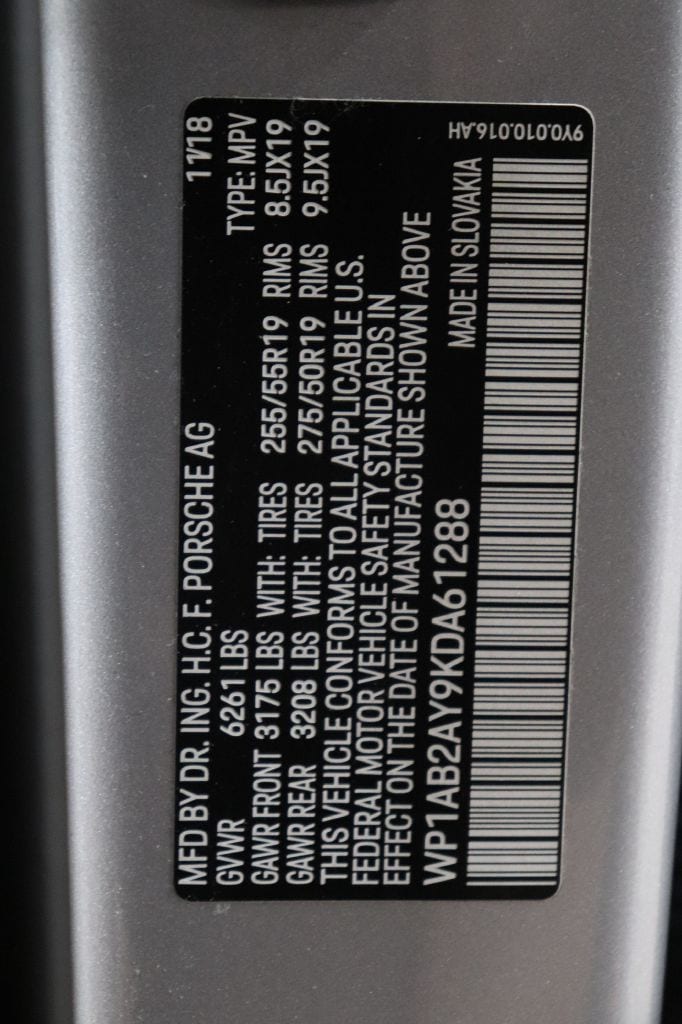 MFD BY DR. ING. H.C. F. PORSCHE AG 11/18
GVWR 6261 LBS TYPE: MPV
GAWR FRONT 3175 LBS WITH: TIRES 255/55R19 RIMS 8.5JX19
GAWR REAR 3208 LBS WITH: TIRES 275/50R19 RIMS 9.5JX19
THIS VEHICLE CONFORMS TO ALL APPLICABLE U.S.
FEDERAL MOTOR VEHICLE SAFETY STANDARDS IN
EFFECT ON THE DATE OF MANUFACTURE SHOWN ABOVE
WP1AB2AY9KDA61288 MADE IN SLOVAKIA
9Y0.010.016.AH